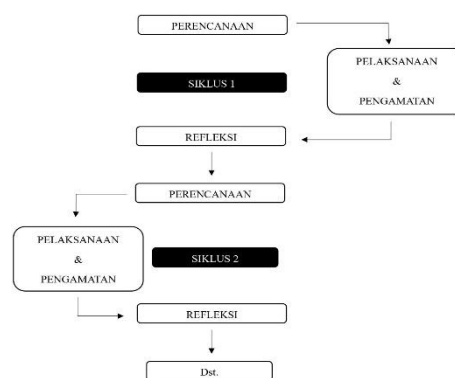 PERENCANAAN
PELAKSANAAN
&
PENGAMATAN
SIKLUS 1
REFLEKSI
PERENCANAAN
PELAKSANAAN
&
PENGAMATAN
SIKLUS 2
REFLEKSI
Dst.